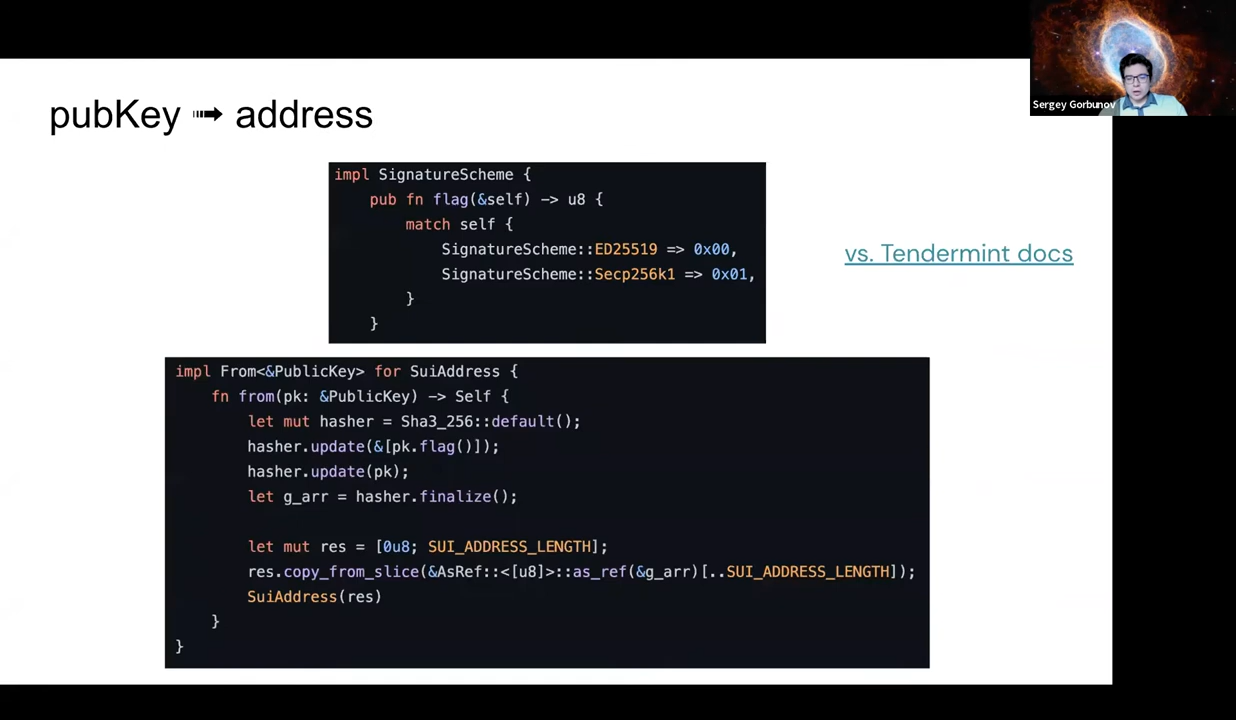 Sergey Gorbunov
pubKey ➟ address
impl SignatureScheme {
    pub fn flag(&self) -> u8 {
        match self {
            SignatureScheme::ED25519 => 0x00,
            SignatureScheme::Secp256k1 => 0x01,
        }
    }
vs. Tendermint docs
impl From<&PublicKey> for SuiAddress {
    fn from(pk: &PublicKey) -> Self {
        let mut hasher = Sha3_256::default();
        hasher.update(&[pk.flag()]);
        hasher.update(pk);
        let g_arr = hasher.finalize();

        let mut res = [0u8; SUI_ADDRESS_LENGTH];
        res.copy_from_slice(&AsRef::<[u8]>::as_ref(&g_arr)[..SUI_ADDRESS_LENGTH]);
        SuiAddress(res)
    }
}